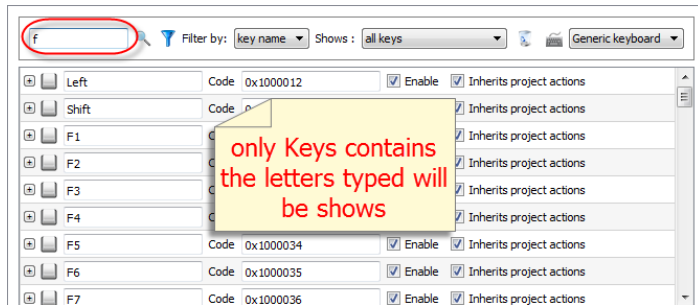 f Filter by: key name Shows : all keys Generic keyboard
Left Code 0x1000012 Enable Inherits project actions
Shift Code Inherits project actions
F1 Inherits project actions
F2 Inherits project actions
F3 Inherits project actions
F4 Inherits project actions
F5 Code 0x1000034 Enable Inherits project actions
F6 Code 0x1000035 Enable Inherits project actions
F7 Code 0x1000036 Enable Inherits project actions
only Keys contains
the letters typed will
be shows